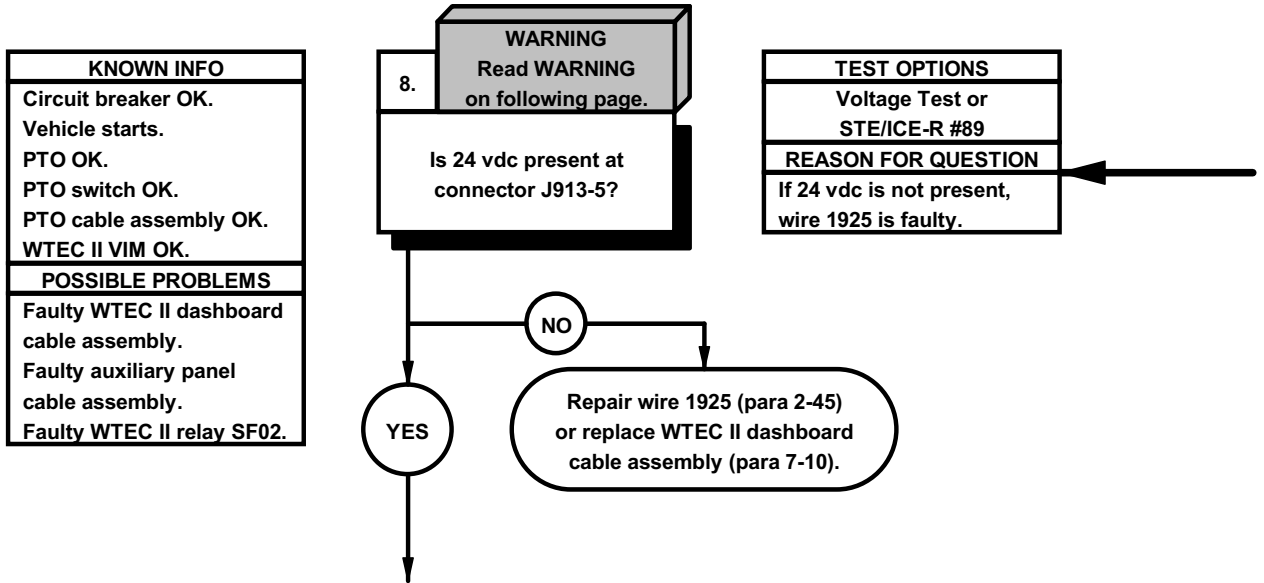 KNOWN INFO
Circuit breaker OK.
Vehicle starts.
PTO OK.
PTO switch OK.
PTO cable assembly OK.
WTEC II VIM OK.
POSSIBLE PROBLEMS
Faulty WTEC II dashboard
cable assembly.
Faulty auxiliary panel
cable assembly.
Faulty WTEC II relay SF02.
8.
WARNING
Read WARNING
on following page.
Is 24 vdc present at
connector J913-5?
TEST OPTIONS
Voltage Test or
STE/ICE-R #89
REASON FOR QUESTION
If 24 vdc is not present,
wire 1925 is faulty.
NO
YES
Repair wire 1925 (para 2-45)
or replace WTEC II dashboard
cable assembly (para 7-10).